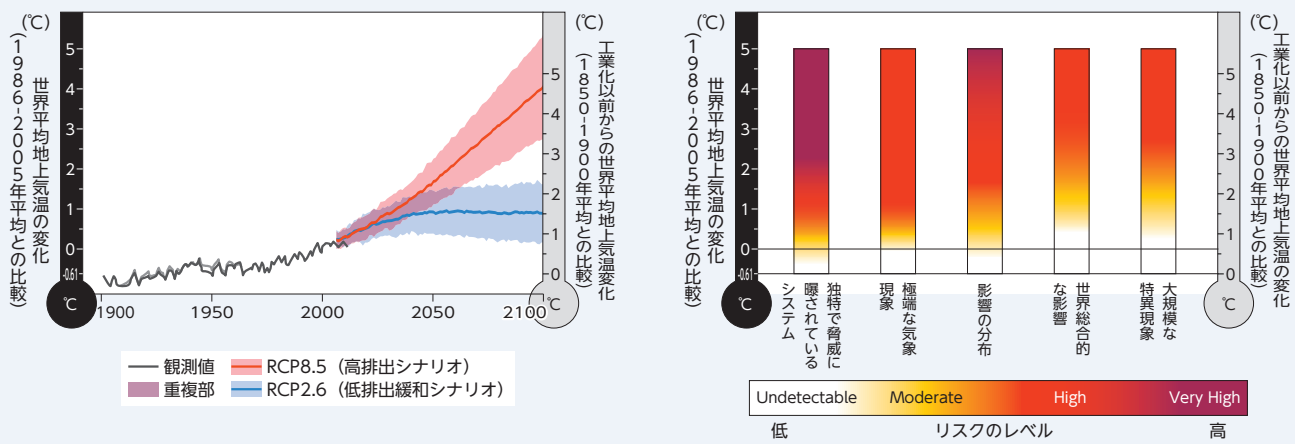 (℃)
世界平均地上気温の変化
(1986-2005年平均との比較)
5
4
3
2
1
0
-0.61
℃
1900
1950
2000
2050
2100
(℃)
工業化以前からの世界平均地上気温変化
(1850-1900年平均との比較)
5
4
3
2
1
0
℃
観測値
RCP8.5(高排出シナリオ)
重複部
RCP2.6(低排出緩和シナリオ)
(℃)
世界平均地上気温の変化
(1986-2005年平均との比較)
5
4
3
2
1
0
-0.61
℃
独特で脅威に
曝されている
システム
極端な気象
現象
影響の分布
世界総合的
な影響
大規模な
特異現象
(℃)
工業化以前からの世界平均地上気温変化
(1850-1900年平均との比較)
5
4
3
2
1
0
℃
Undetectable
Moderate
High
Very High
低
リスクのレベル
高